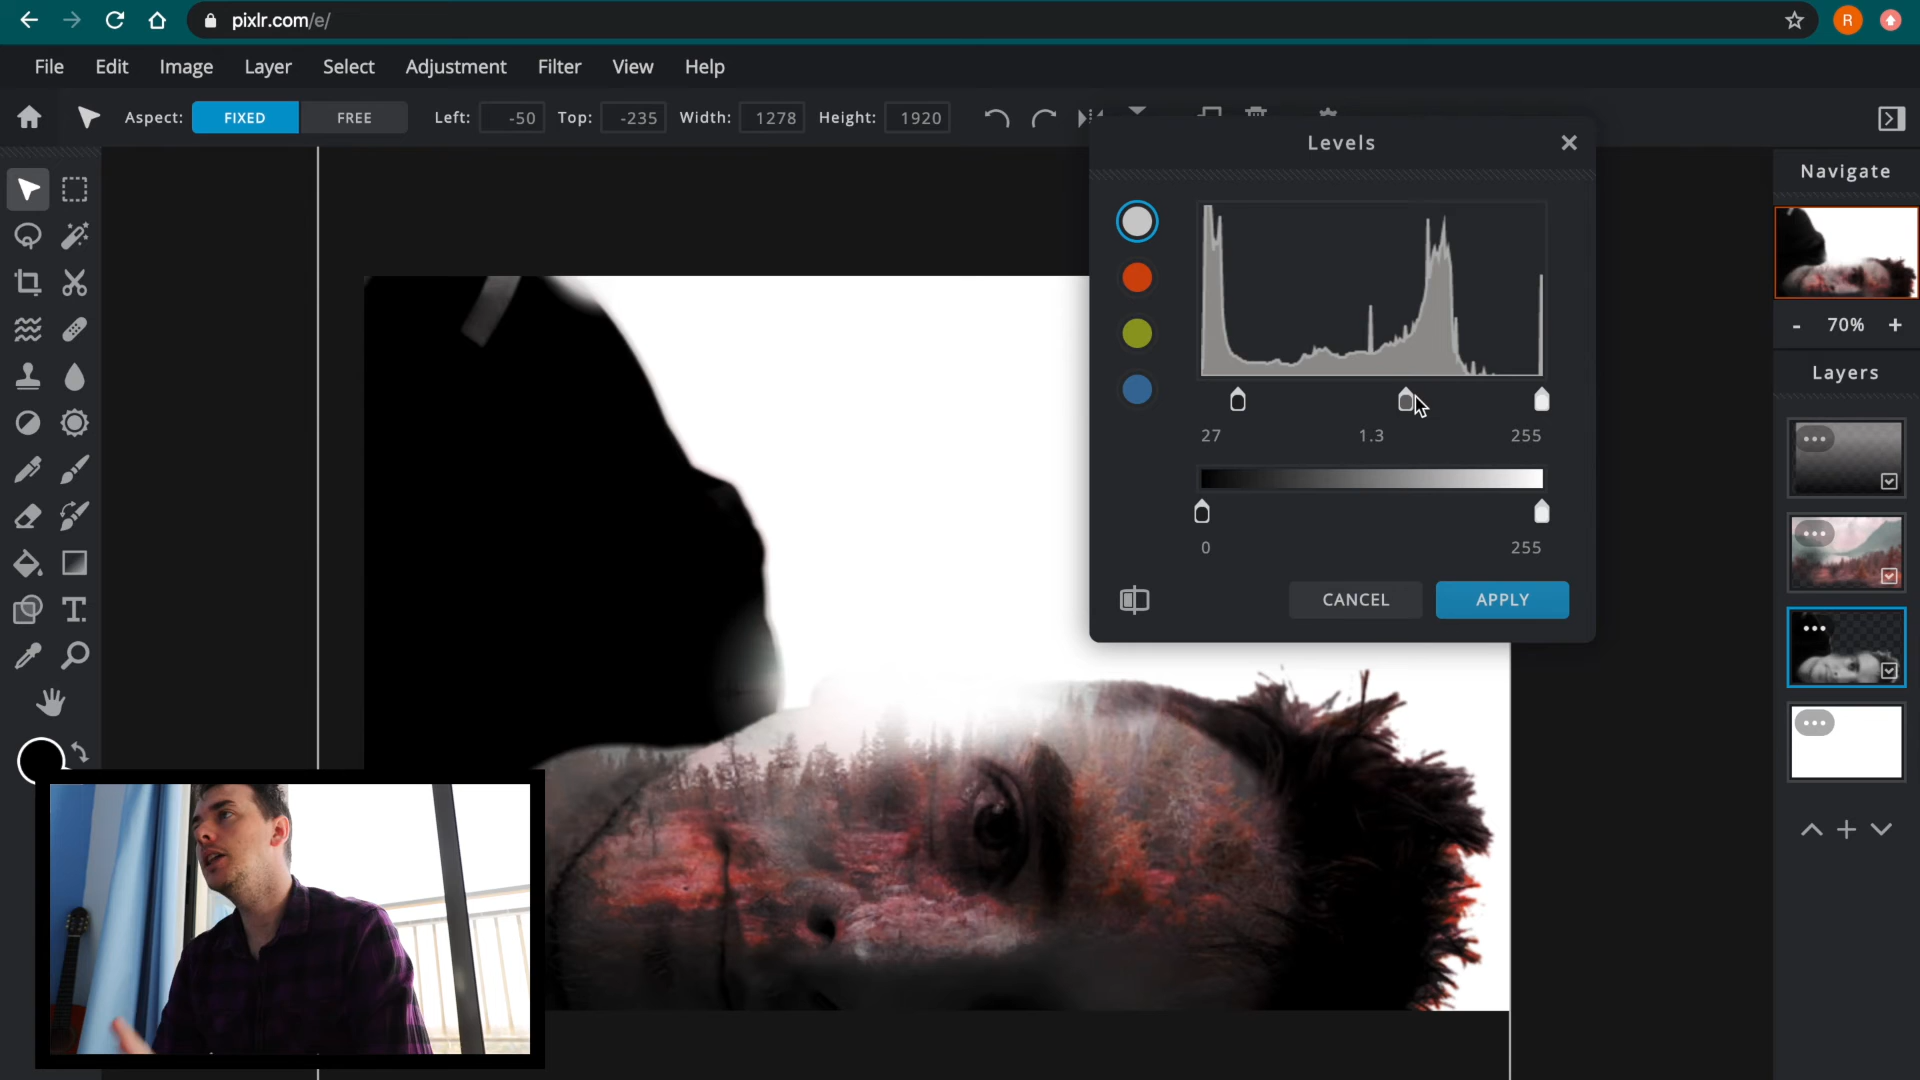 pixlr.com/e/
R
File Edit Image Layer Select Adjustment Filter View Help
Aspect: FIXED FREE Left: -50 Top: -235 Width: 1278 Height: 1920
Levels
Navigate
- 70% +
Layers
27 1.3 255
0 255
CANCEL APPLY